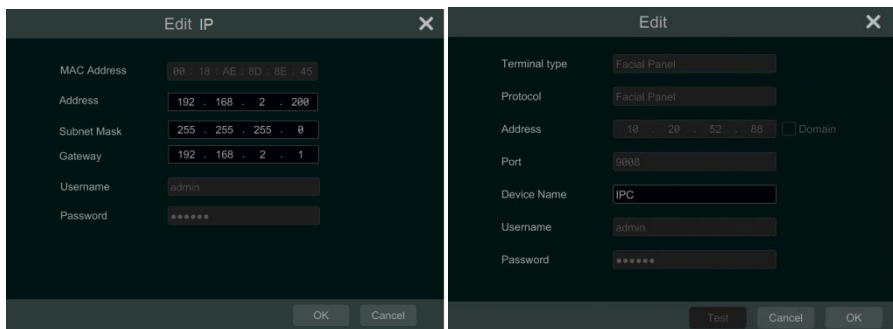 Edit IP
MAC Address 00 : 18 : AE : 8D : 8E : 45
Address 192 . 168 . 2 . 200
Subnet Mask 255 . 255 . 255 . 0
Gateway 192 . 168 . 2 . 1
Username admin
Password ●●●●●●
OK Cancel
Edit
Terminal type Facial Panel
Protocol Facial Panel
Address 10 . 20 . 52 . 88 Domain
Port 9008
Device Name IPC
Username admin
Password ●●●●●●
Test Cancel OK